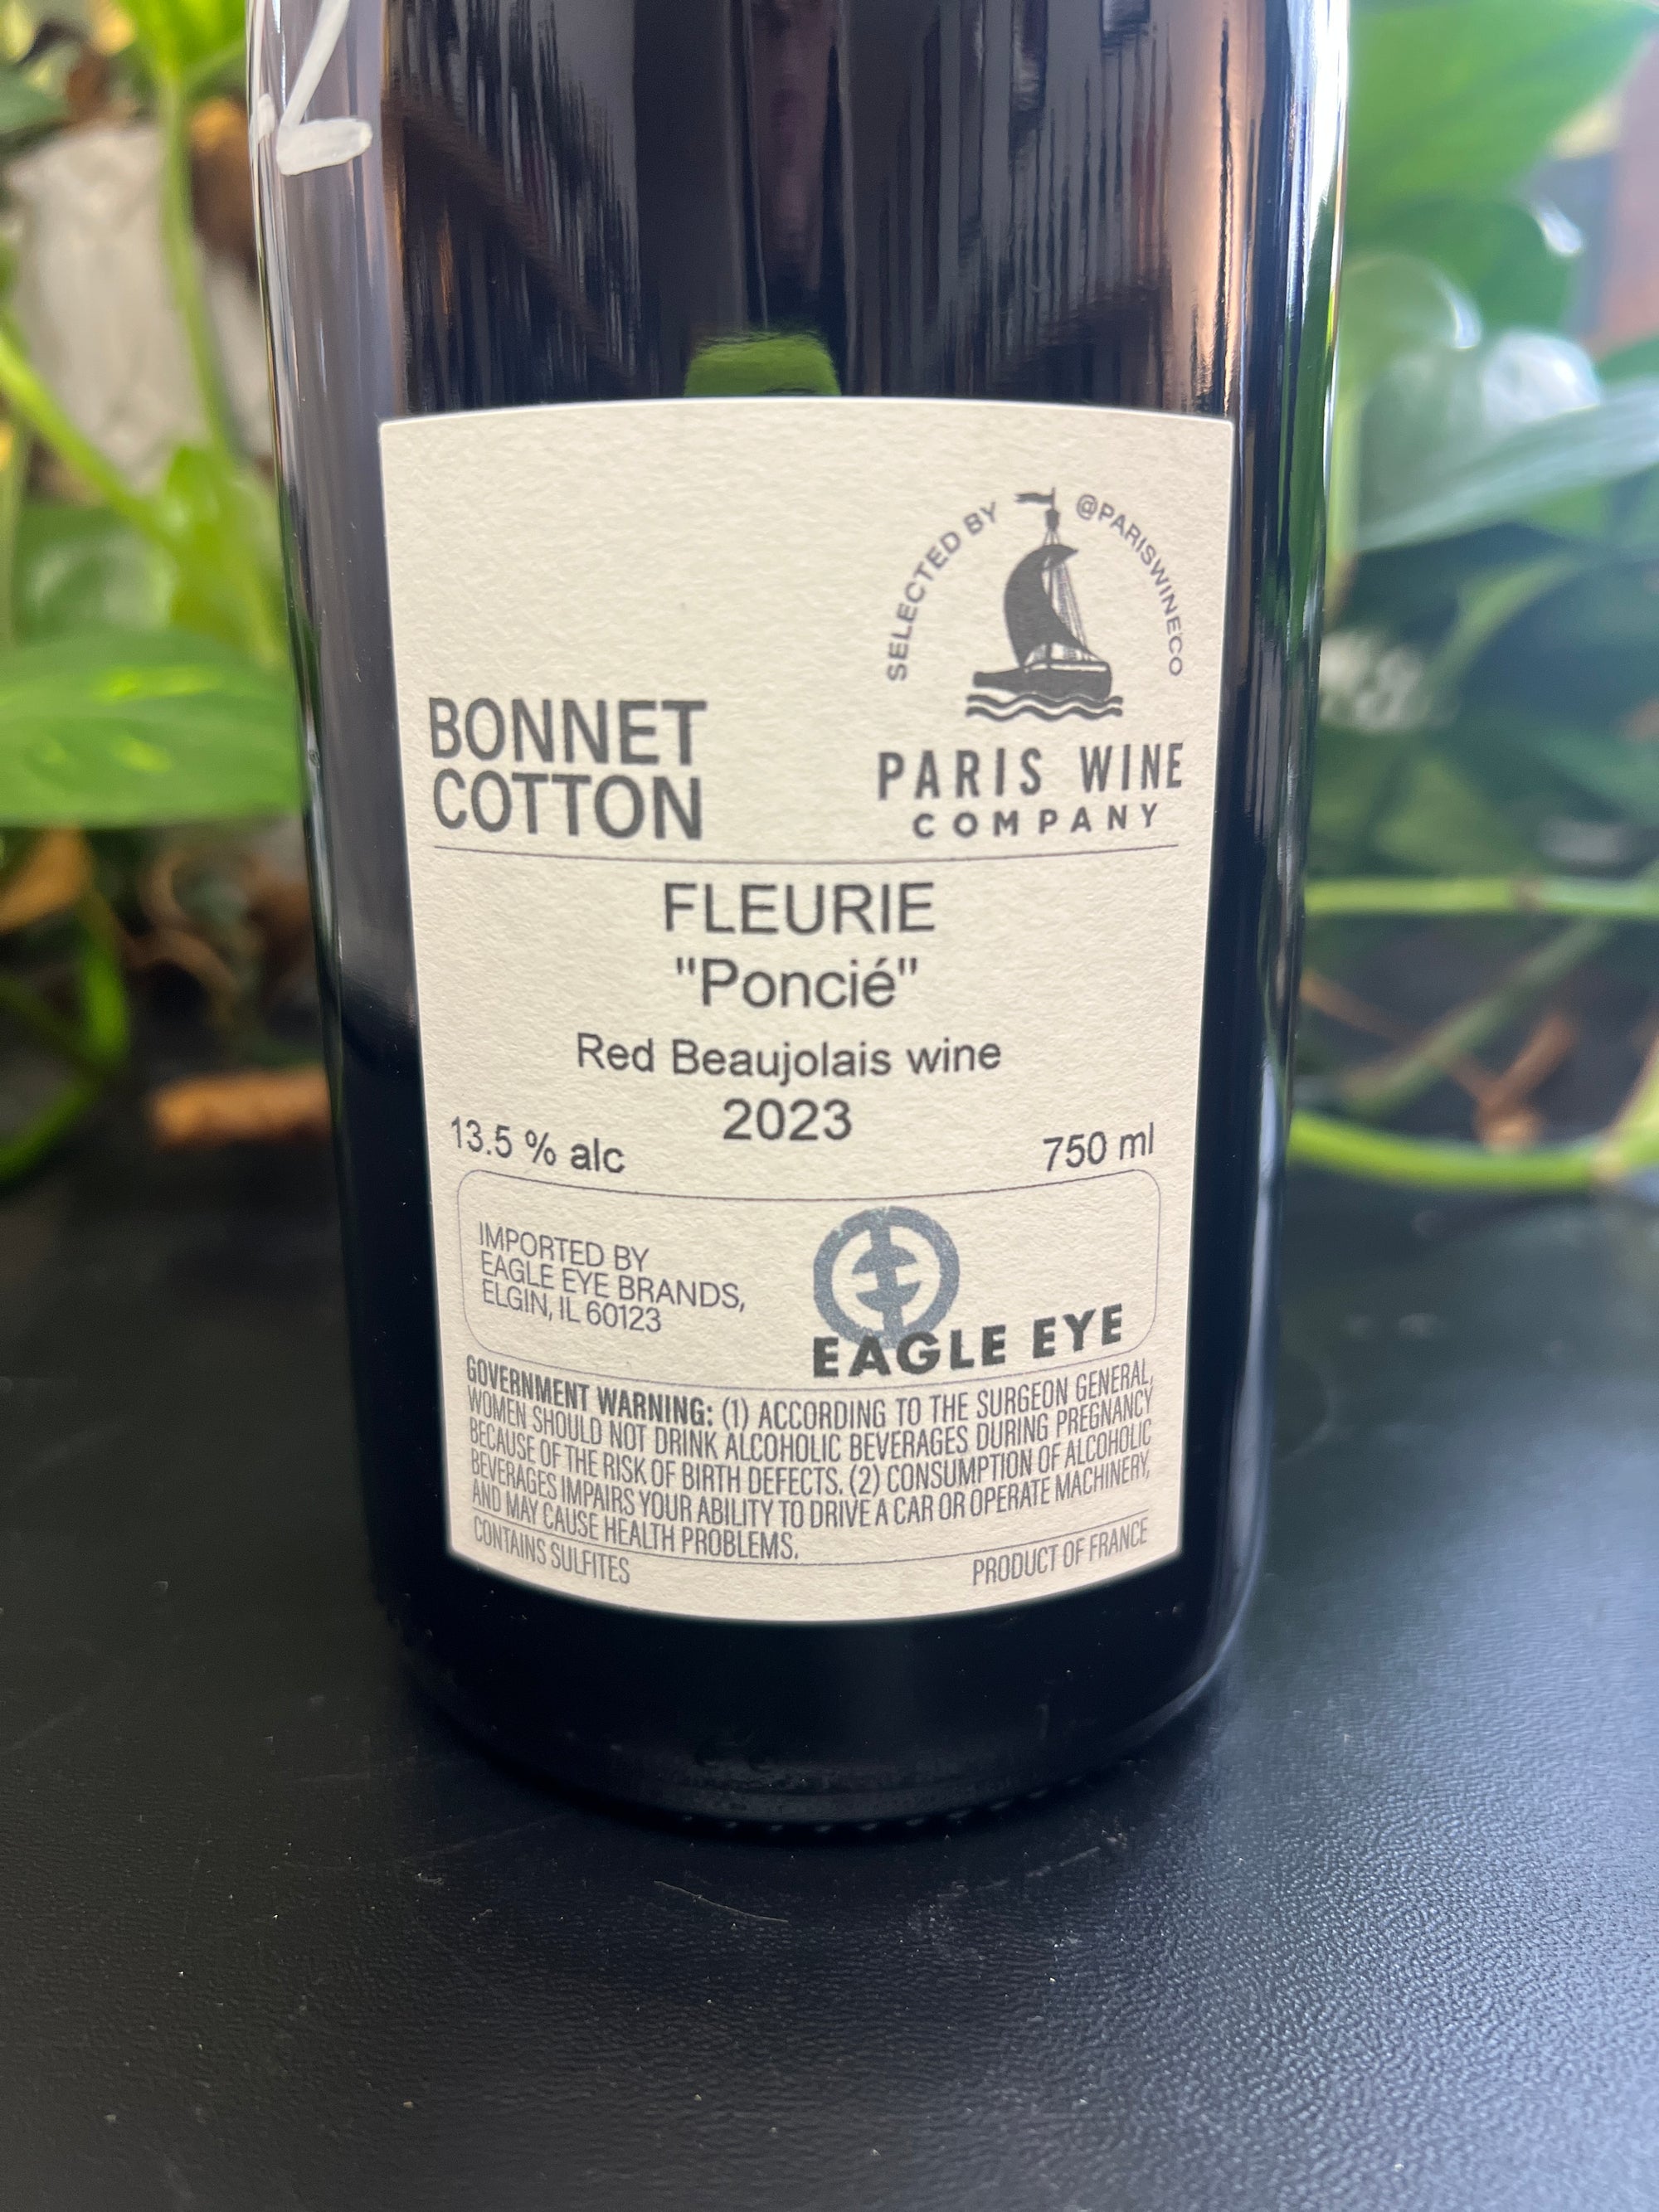 SELECTED BY @PARISWINECO
BONNET
COTTON
PARIS WINE
COMPANY
FLEURIE
"Poncié"
Red Beaujolais wine
2023
13.5 % alc
750 ml
IMPORTED BY
EAGLE EYE BRANDS,
ELGIN, IL 60123
EAGLE EYE
GOVERNMENT WARNING: (1) ACCORDING TO THE SURGEON GENERAL,
WOMEN SHOULD NOT DRINK ALCOHOLIC BEVERAGES DURING PREGNANCY
BECAUSE OF THE RISK OF BIRTH DEFECTS. (2) CONSUMPTION OF ALCOHOLIC
BEVERAGES IMPAIRS YOUR ABILITY TO DRIVE A CAR OR OPERATE MACHINERY,
AND MAY CAUSE HEALTH PROBLEMS.
CONTAINS SULFITES
PRODUCT OF FRANCE